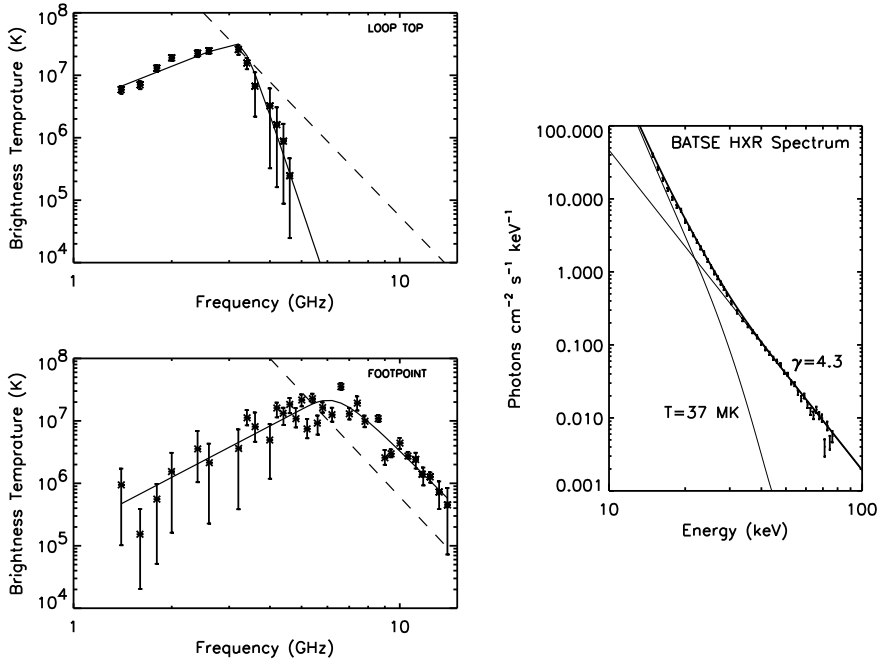 LOOP TOP
Brightness Temprature (K)
10^8
10^7
10^6
10^5
10^4
1
10
Frequency (GHz)
FOOTPOINT
Brightness Temprature (K)
10^8
10^7
10^6
10^5
10^4
1
10
Frequency (GHz)
BATSE HXR Spectrum
Photons cm^-2 s^-1 keV^-1
100.000
10.000
1.000
0.100
0.010
0.001
γ=4.3
T=37 MK
10
100
Energy (keV)